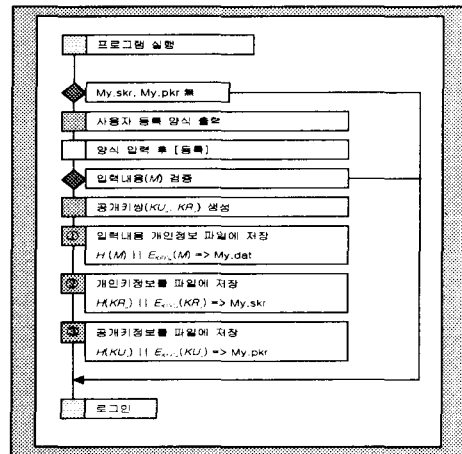 프로그램 실행
My.skr, My.pkr 無
사용자 등록 양식 출력
양식 입력 후 [등록]
입력내용(M) 검증
공개키쌍(KU, KR) 생성
① 입력내용 개인정보 파일에 저장
H(M) || E (M) => My.dat
② 개인키정보를 파일에 저장
H(KR) || E (KR) => My.skr
③ 공개키정보를 파일에 저장
H(KU) || E (KU) => My.pkr
로그인